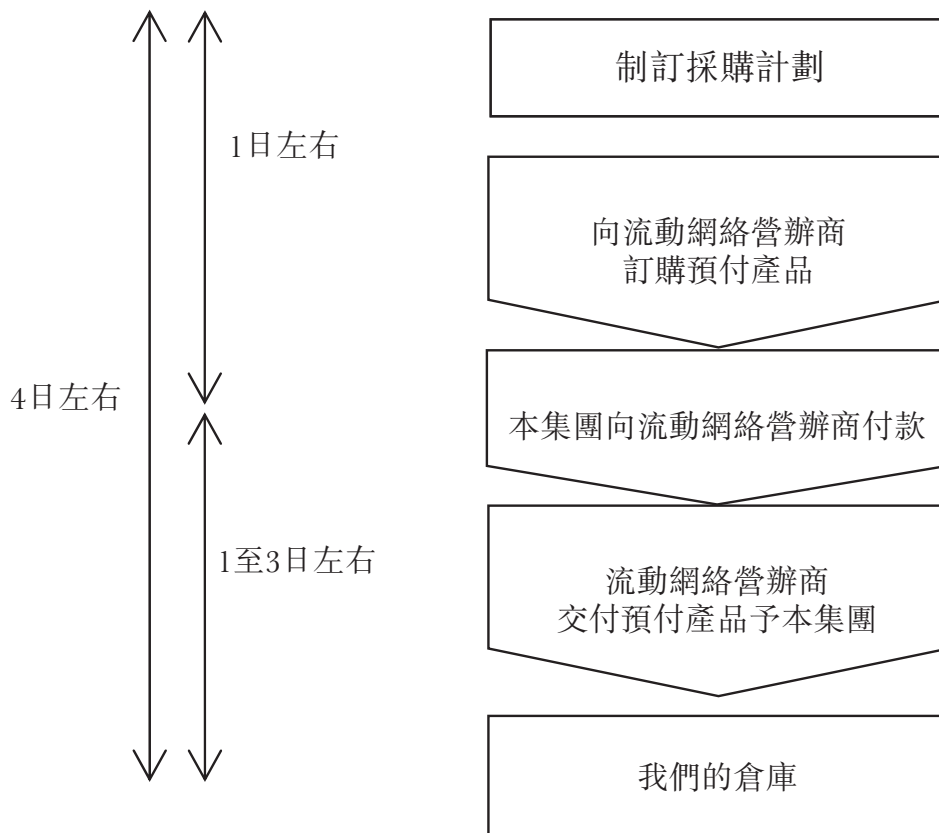 制訂採購計劃
1日左右
向流動網絡營辦商
訂購預付產品
4日左右
本集團向流動網絡營辦商付款
1至3日左右
流動網絡營辦商
交付預付產品予本集團
我們的倉庫